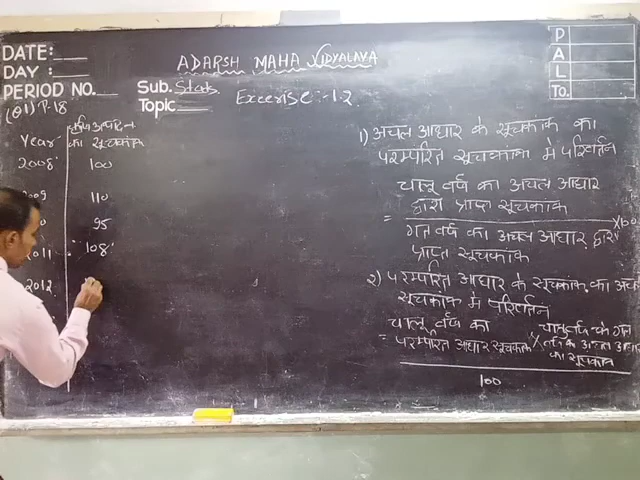 DATE:
DAY :
PERIOD NO.
ADARSH MAHA VIDYALAYA
Sub. Stats.
Topic
Exercise :- 1.2
P
A
L
TO.
(Q1) P-18
Year
का सूचकांक
2008 100
2009 110
95
2011 108
2012
1) अचल आधार के सूचकांक का
परम्परित सूचकांक में परिवर्तन
चालू वर्ष का अचल आधार
द्वारा प्राप्त सूचकांक
= ×100
गत वर्ष का अचल आधार द्वारा
प्राप्त सूचकांक
2) परम्परित आधार के सूचकांक का अचल
सूचकांक में परिवर्तन
चालू वर्ष का
= परम्परित आधार सूचकांक × चालू वर्ष के गत
वर्ष के अचल आधार
का सूचकांक
100